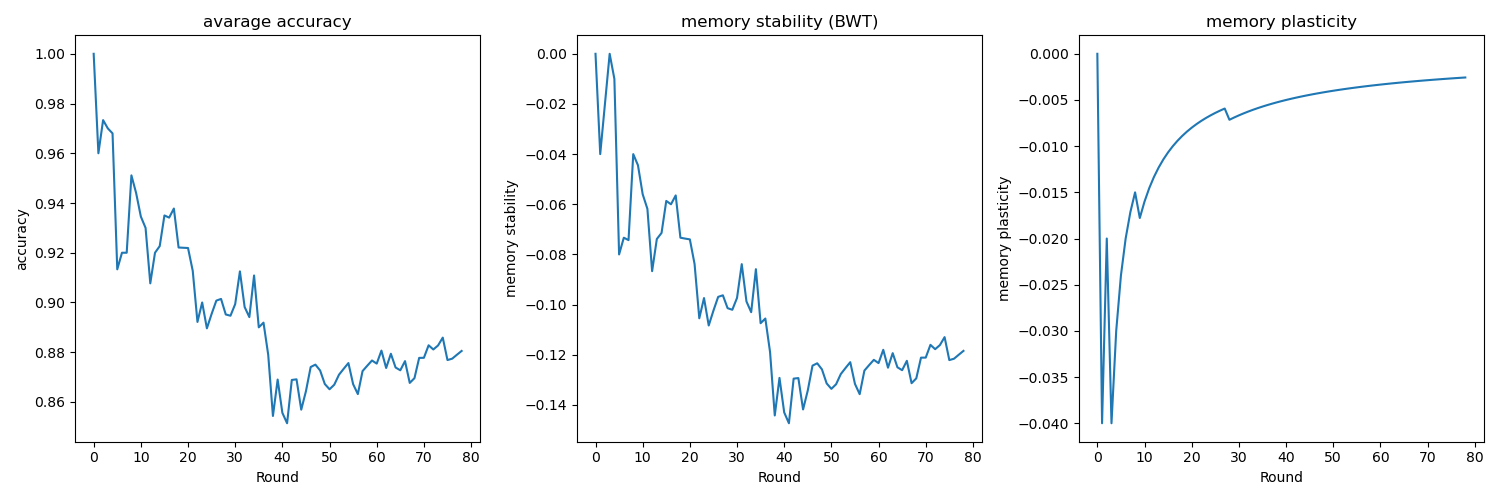 avarage accuracy
1.00
0.98
0.96
0.94
0.92
0.90
0.88
0.86
accuracy
0 10 20 30 40 50 60 70 80
Round
memory stability (BWT)
0.00
−0.02
−0.04
−0.06
−0.08
−0.10
−0.12
−0.14
memory stability
0 10 20 30 40 50 60 70 80
Round
memory plasticity
0.000
−0.005
−0.010
−0.015
−0.020
−0.025
−0.030
−0.035
−0.040
memory plasticity
0 10 20 30 40 50 60 70 80
Round